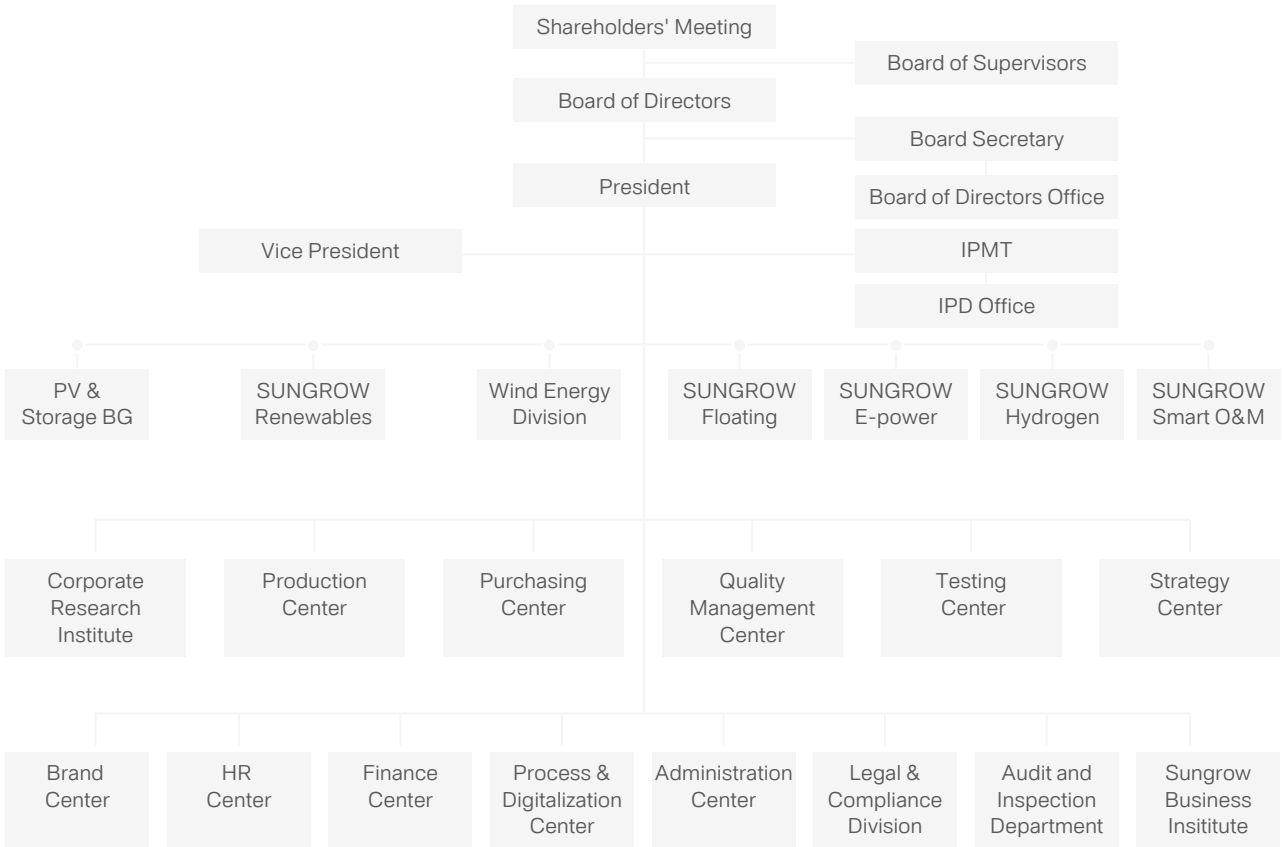 Shareholders' Meeting
Board of Supervisors
Board of Directors
Board Secretary
President
Board of Directors Office
Vice President
IPMT
IPD Office
PV &
Storage BG
SUNGROW
Renewables
Wind Energy
Division
SUNGROW
Floating
SUNGROW
E-power
SUNGROW
Hydrogen
SUNGROW
Smart O&M
Corporate
Research
Institute
Production
Center
Purchasing
Center
Quality
Management
Center
Testing
Center
Strategy
Center
Brand
Center
HR
Center
Finance
Center
Process &
Digitalization
Center
Administration
Center
Legal &
Compliance
Division
Audit and
Inspection
Department
Sungrow
Business
Insititute